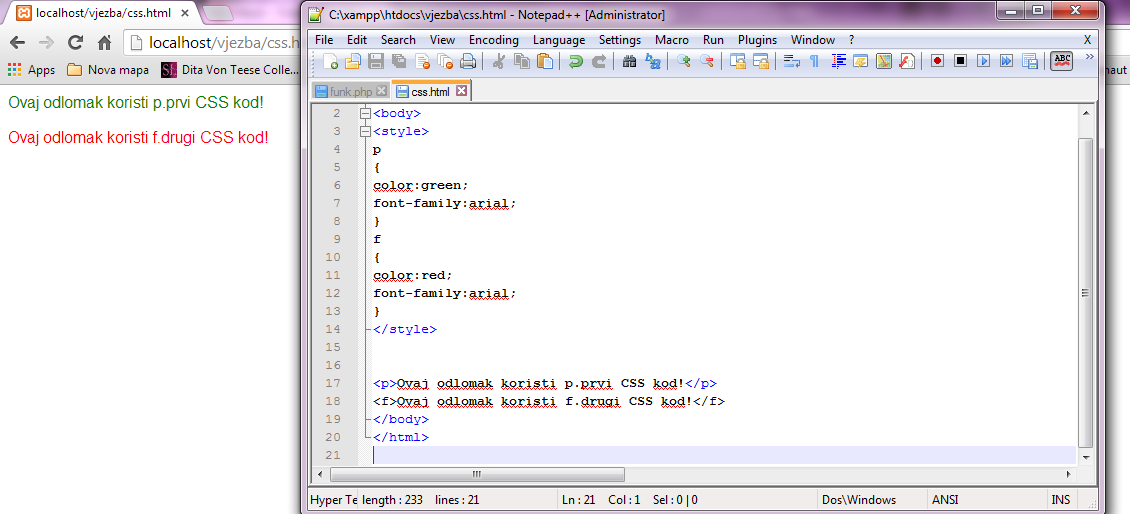 localhost/vjezba/css.html
localhost/vjezba/css.h
Apps
Nova mapa
Dita Von Teese Colle...
Ovaj odlomak koristi p.prvi CSS kod!
Ovaj odlomak koristi f.drugi CSS kod!
C:\xampp\htdocs\vjezba\css.html - Notepad++ [Administrator]
File Edit Search View Encoding Language Settings Macro Run Plugins Window ? X
ABC »
funk.php css.html
2 <body>
3 <style>
4 p
5 {
6 color:green;
7 font-family:arial;
8 }
9 f
10 {
11 color:red;
12 font-family:arial;
13 }
14 </style>
15
16
17 <p>Ovaj odlomak koristi p.prvi CSS kod!</p>
18 <f>Ovaj odlomak koristi f.drugi CSS kod!</f>
19 </body>
20 </html>
21
Hyper Te length : 233 lines : 21 Ln : 21 Col : 1 Sel : 0 | 0 Dos\Windows ANSI INS
naut